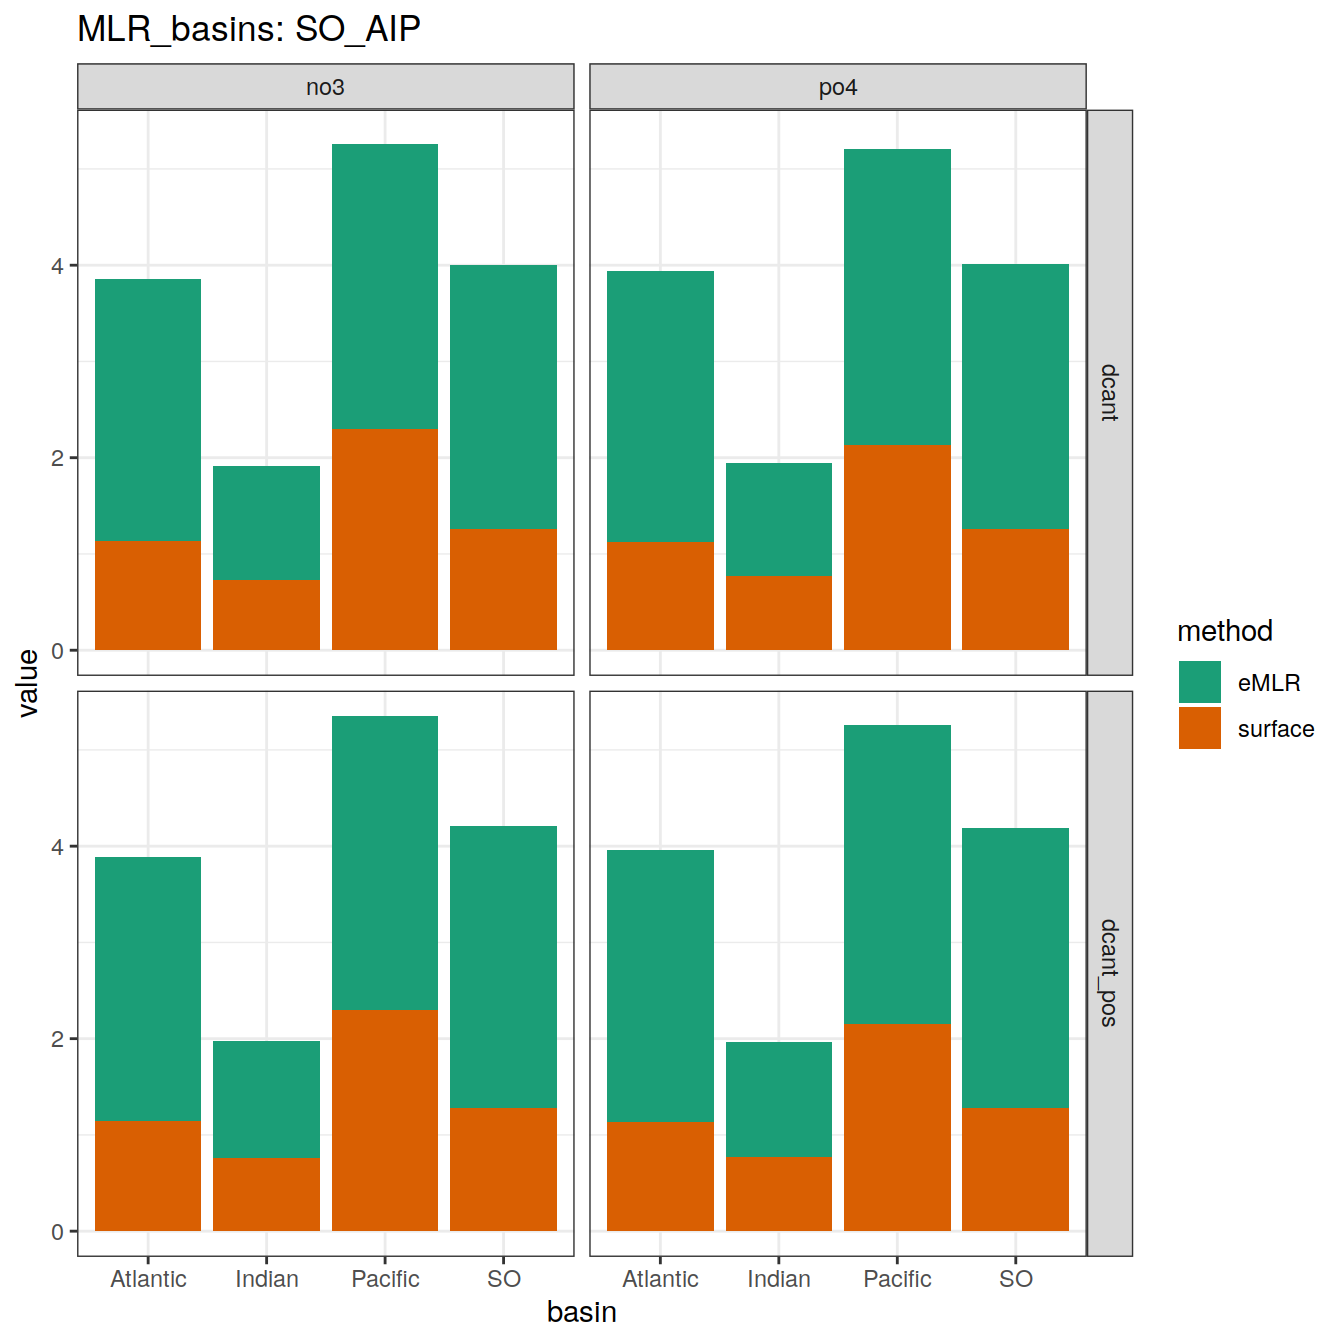 MLR_basins: SO_AIP
no3
po4
dcant
dcant_pos
value
4
2
0
4
2
0
Atlantic Indian Pacific SO
Atlantic Indian Pacific SO
basin
method
eMLR
surface